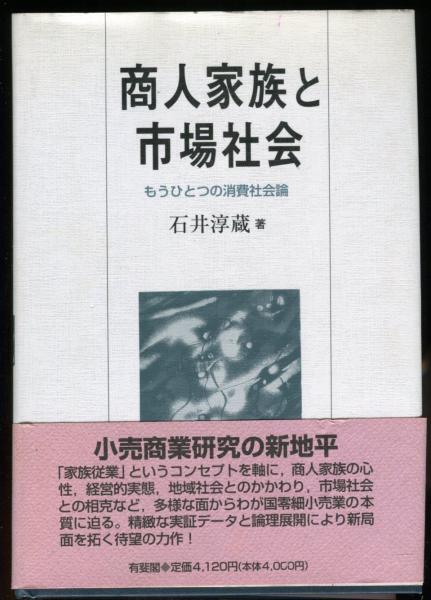 商人家族と
市場社会
もうひとつの消費社会論
石井淳蔵 著
小売商業研究の新地平
「家族従業」というコンセプトを軸に，商人家族の心
性，経営的実態，地域社会とのかかわり，市場社会
との相克など，多様な面からわが国零細小売業の本
質に迫る。精緻な実証データと論理展開により新局
面を拓く待望の力作！
有斐閣◆定価4,120円(本体4,000円)